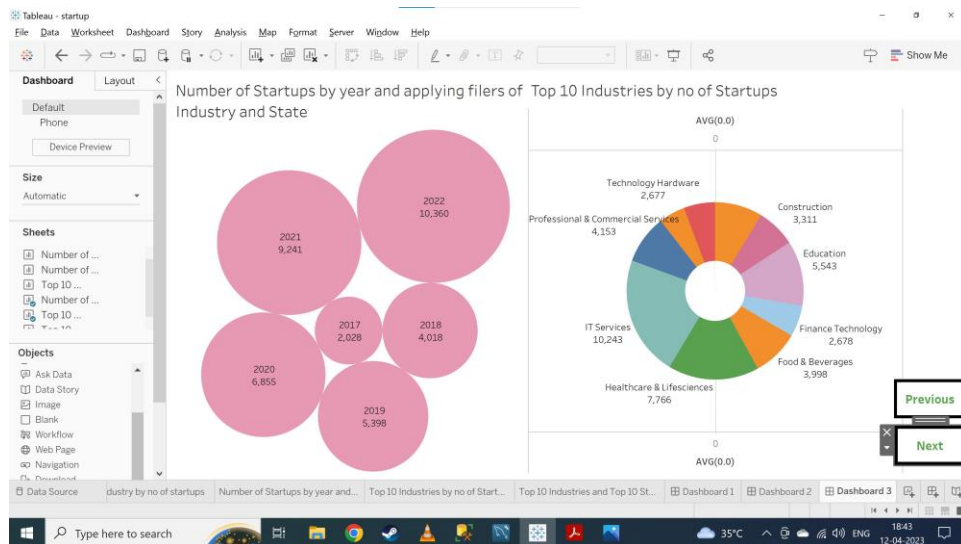 Tableau - startup
File Data Worksheet Dashboard Story Analysis Map Format Server Window Help
Show Me
Dashboard Layout
Default
Phone
Device Preview
Size
Automatic
Sheets
Number of ...
Number of ...
Top 10 ...
Number of ...
Top 10 ...
Objects
Ask Data
Data Story
Image
Blank
Workflow
Web Page
Navigation
Download
Number of Startups by year and applying filers of
Industry and State
2022
10,360
2021
9,241
2017
2,028
2018
4,018
2020
6,855
2019
5,398
Top 10 Industries by no of Startups
AVG(0.0)
0
Technology Hardware
2,677
Construction
3,311
Professional & Commercial Services
4,153
Education
5,543
IT Services
10,243
Finance Technology
2,678
Food & Beverages
3,998
Healthcare & Lifesciences
7,766
0
AVG(0.0)
Previous
Next
Data Source dustry by no of startups Number of Startups by year and... Top 10 Industries by no of Start... Top 10 Industries and Top 10 St... Dashboard 1 Dashboard 2 Dashboard 3
Type here to search
35°C ENG 18:43
12-04-2023